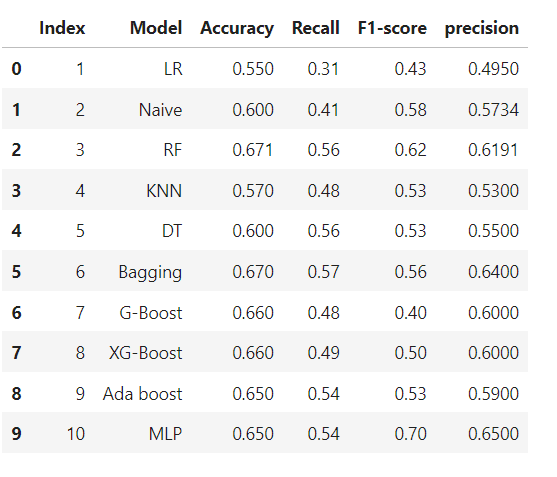 Index Model Accuracy Recall F1-score precision
0 1 LR 0.550 0.31 0.43 0.4950
1 2 Naive 0.600 0.41 0.58 0.5734
2 3 RF 0.671 0.56 0.62 0.6191
3 4 KNN 0.570 0.48 0.53 0.5300
4 5 DT 0.600 0.56 0.53 0.5500
5 6 Bagging 0.670 0.57 0.56 0.6400
6 7 G-Boost 0.660 0.48 0.40 0.6000
7 8 XG-Boost 0.660 0.49 0.50 0.6000
8 9 Ada boost 0.650 0.54 0.53 0.5900
9 10 MLP 0.650 0.54 0.70 0.6500